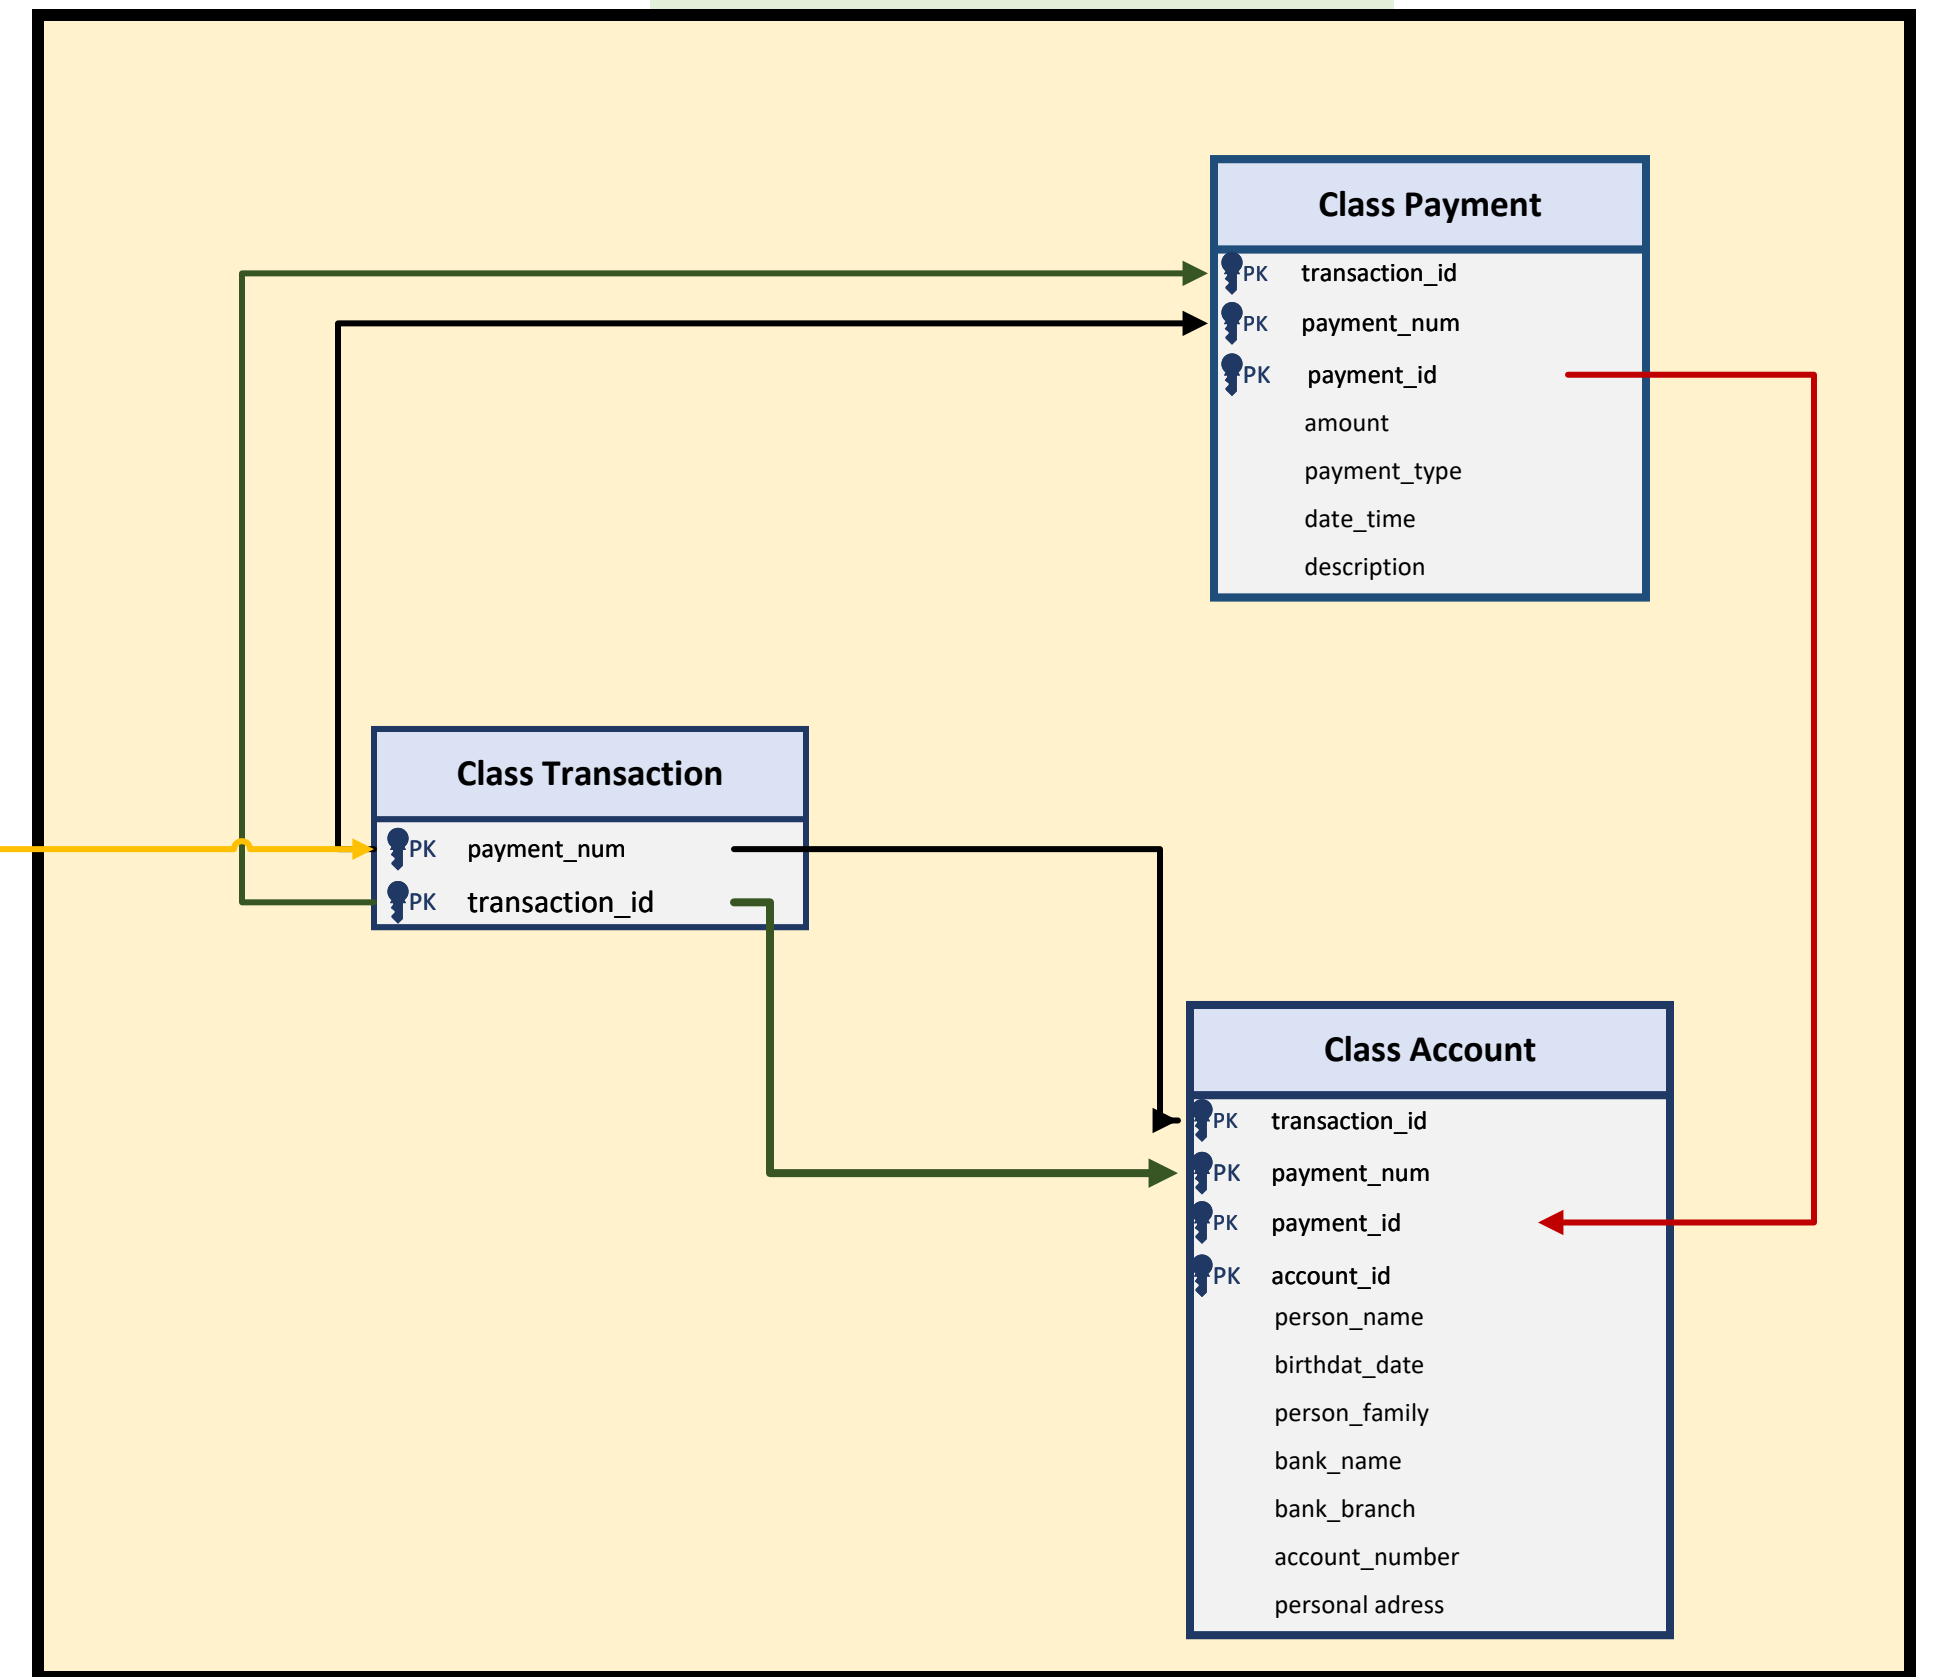 Class Payment
PK transaction_id
PK payment_num
PK payment_id
amount
payment_type
date_time
description
Class Transaction
PK payment_num
PK transaction_id
Class Account
PK transaction_id
PK payment_num
PK payment_id
PK account_id
person_name
birthdat_date
person_family
bank_name
bank_branch
account_number
personal adress